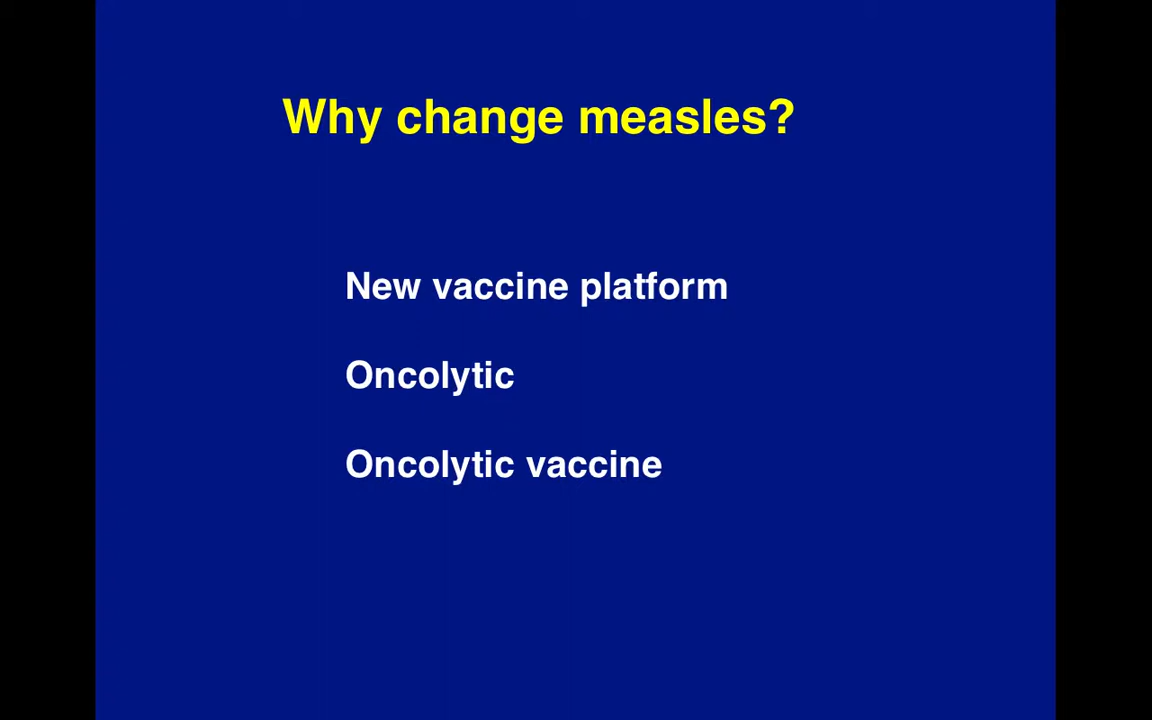 Why change measles?
New vaccine platform
Oncolytic
Oncolytic vaccine